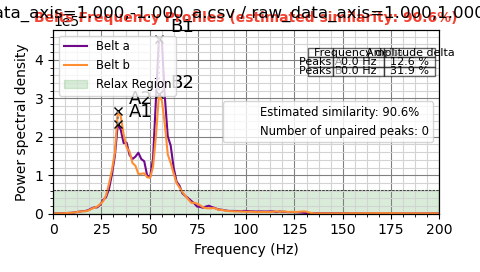 ata_axis=1.000,-1.000_a.csv / raw_data_axis=1.000,1.000
Belts Frequency Profiles (estimated similarity: 90.6%)
1e5
B1
Belt a
Belt b
Relax Region
B2
A2
A1
Frequency delta Amplitude delta
Peaks A 0.0 Hz 12.6 %
Peaks B 0.0 Hz 31.9 %
Estimated similarity: 90.6%
Number of unpaired peaks: 0
Power spectral density
4
3
2
1
0
0 25 50 75 100 125 150 175 200
Frequency (Hz)